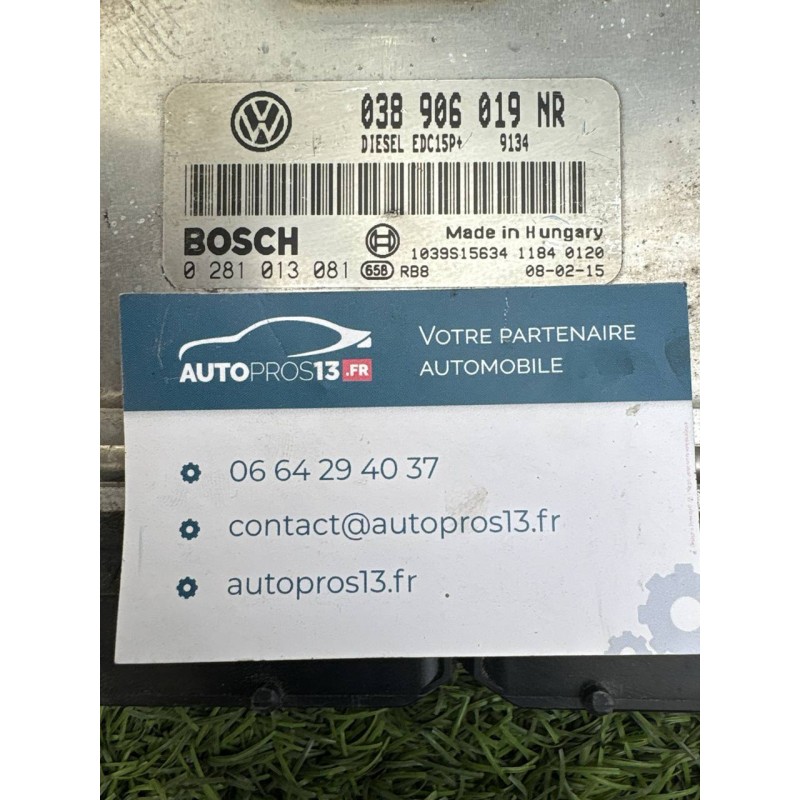 038 906 019 NR
DIESEL EDC15P+ 9134
BOSCH
Made in Hungary
0 281 013 081 658 RB8
1039S15634 1184 0120
08-02-15
AUTOPROS13.FR
VOTRE PARTENAIRE
AUTOMOBILE
06 64 29 40 37
contact@autopros13.fr
autopros13.fr